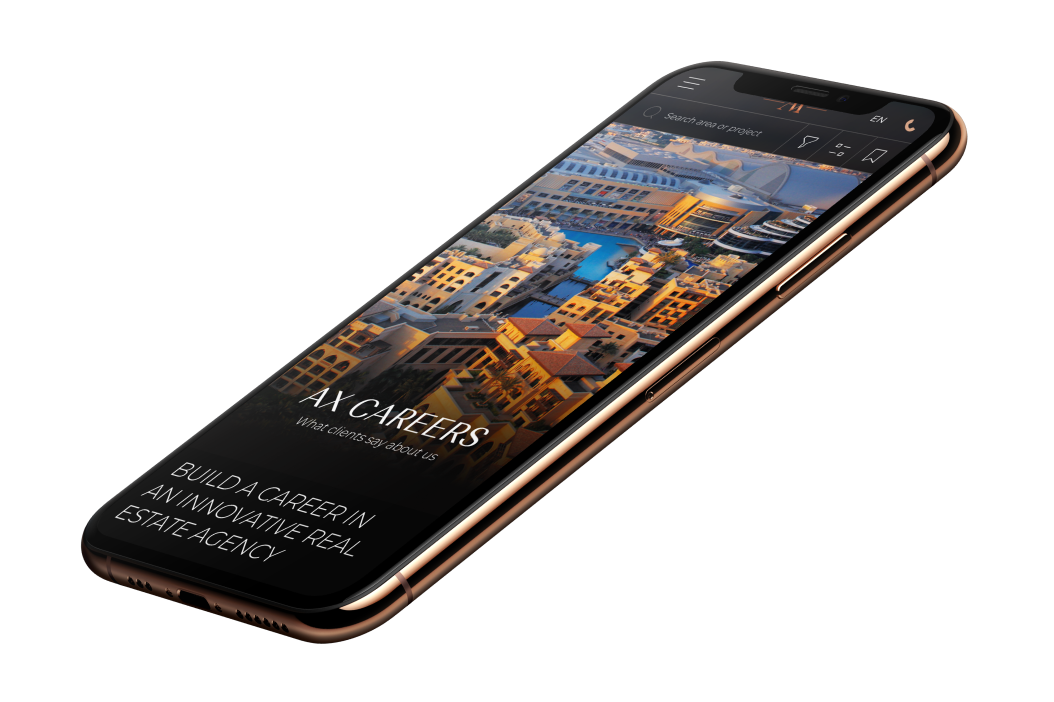 EN
Search area or project
AX CAREERS
What clients say about us
BUILD A CAREER IN
AN INNOVATIVE REAL
ESTATE AGENCY